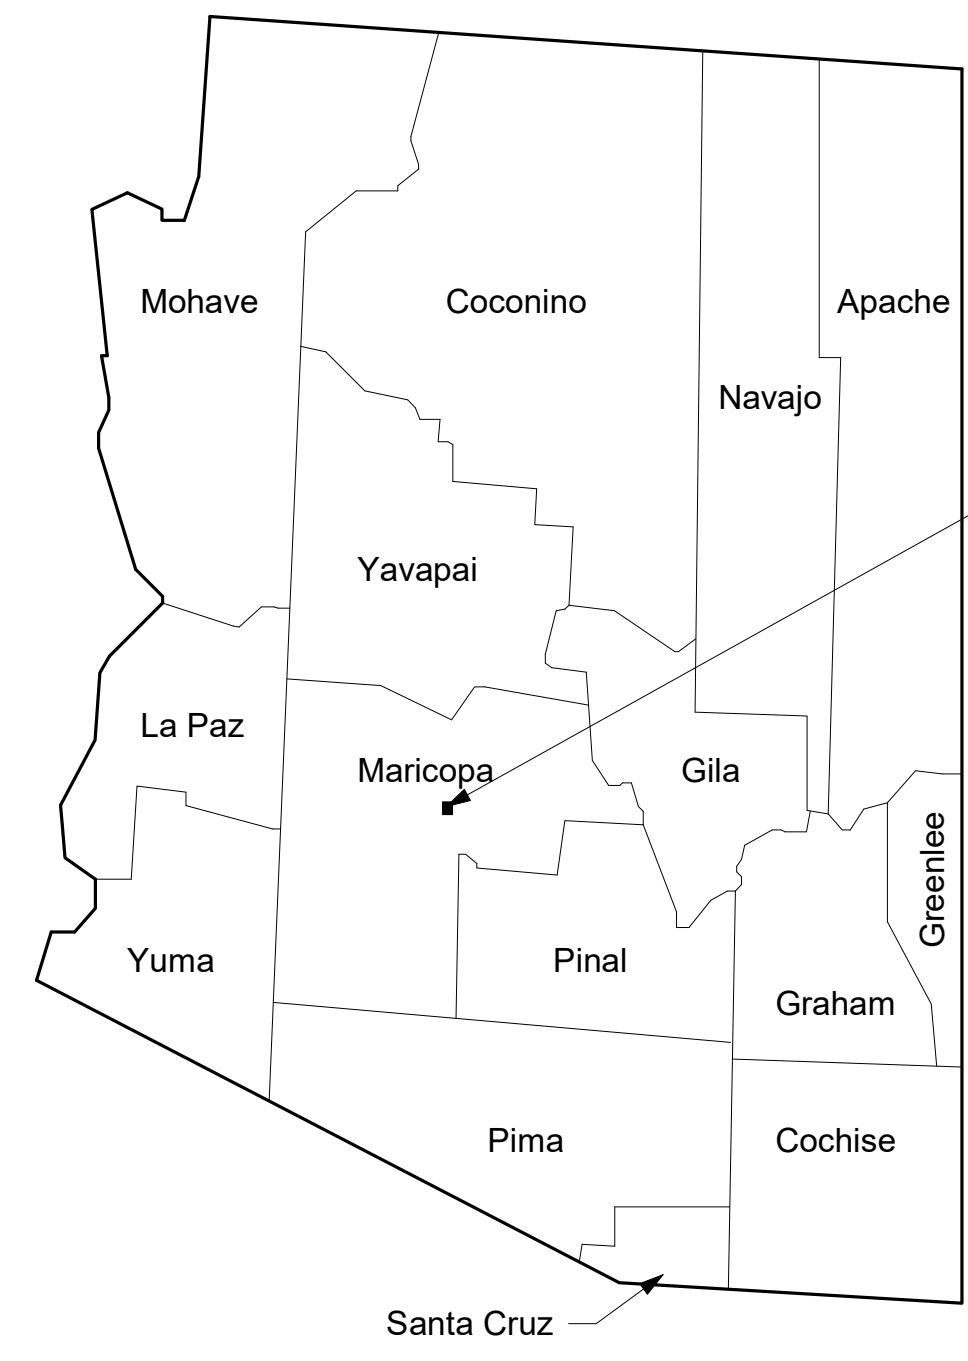 Mohave
Coconino
Apache
Navajo
Yavapai
La Paz
Maricopa
Gila
Greenlee
Yuma
Pinal
Graham
Pima
Cochise
Santa Cruz